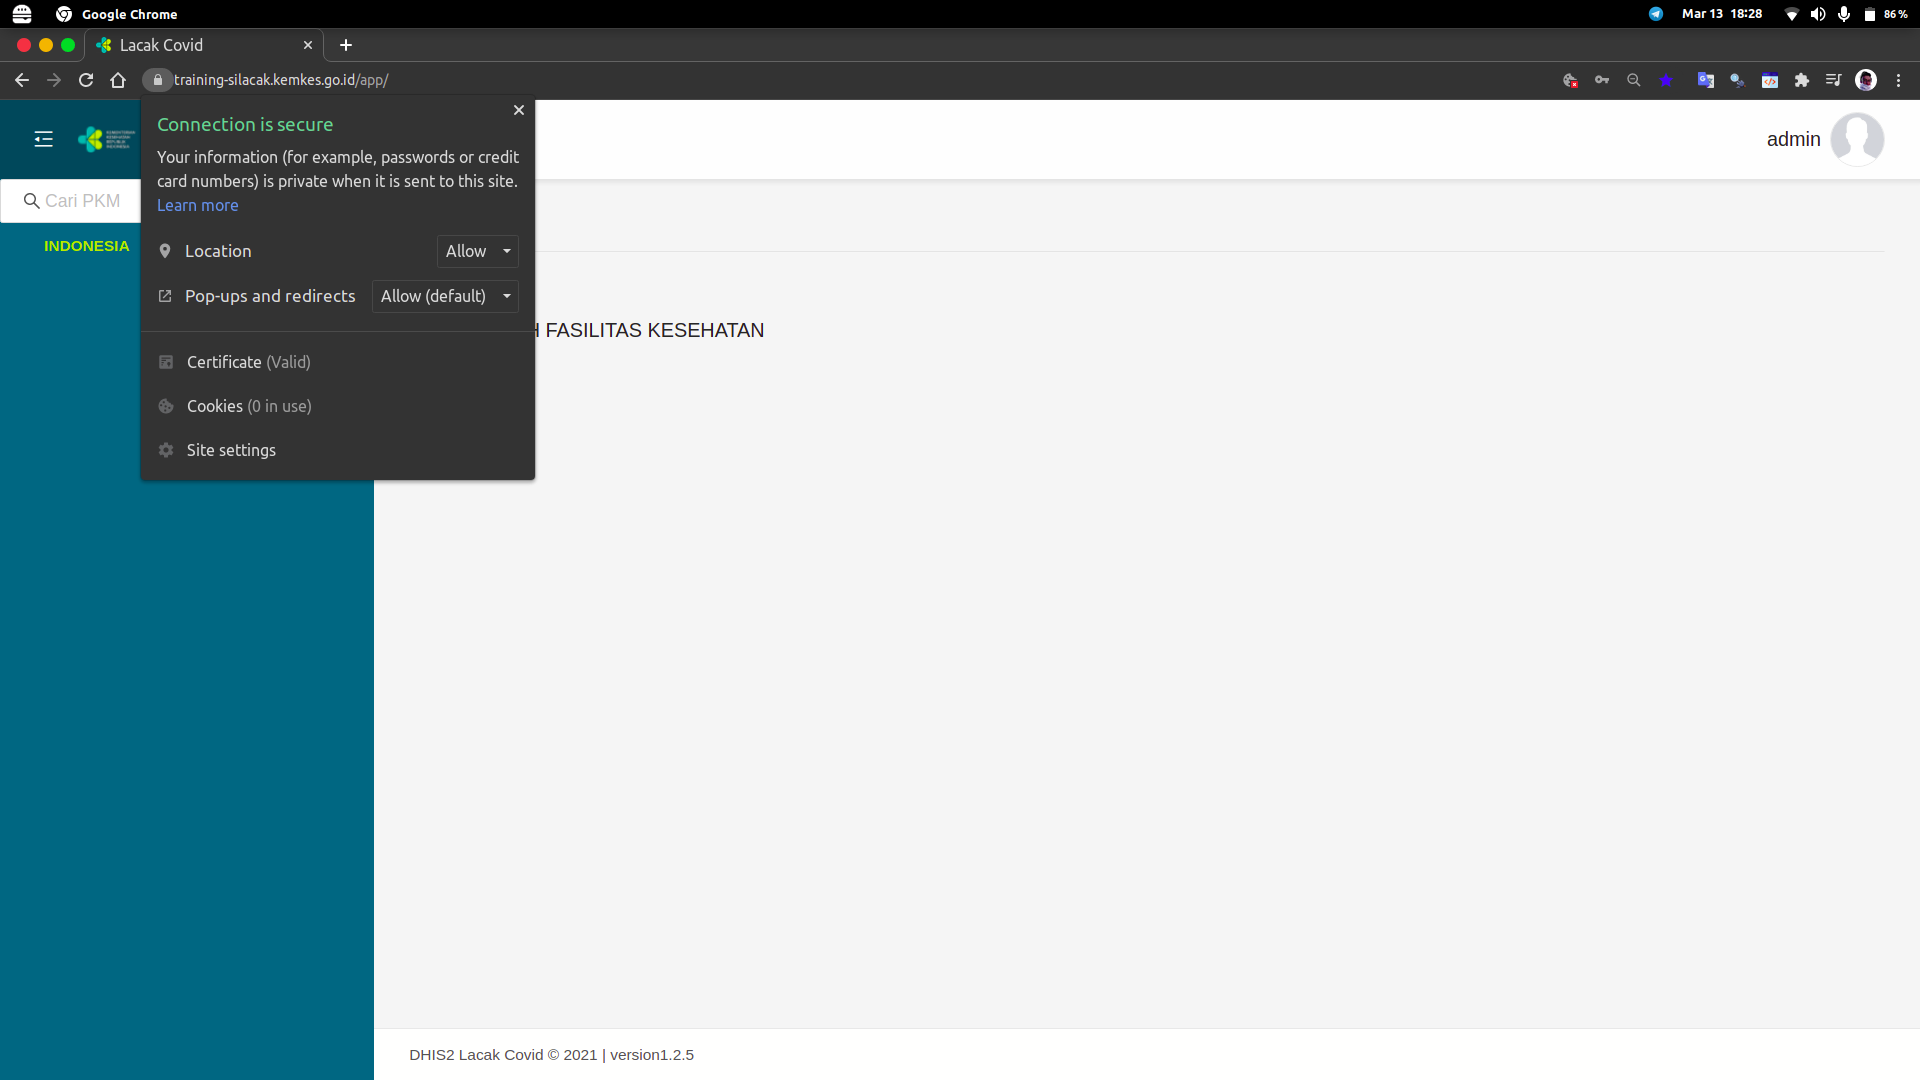 Google Chrome
Mar 13 18:28
86%
Lacak Covid
training-silacak.kemkes.go.id/app/
Connection is secure
Your information (for example, passwords or credit
card numbers) is private when it is sent to this site.
Learn more
Location
Allow
Pop-ups and redirects
Allow (default)
Certificate (Valid)
Cookies (0 in use)
Site settings
admin
Cari PKM
INDONESIA
FASILITAS KESEHATAN
DHIS2 Lacak Covid © 2021 | version1.2.5